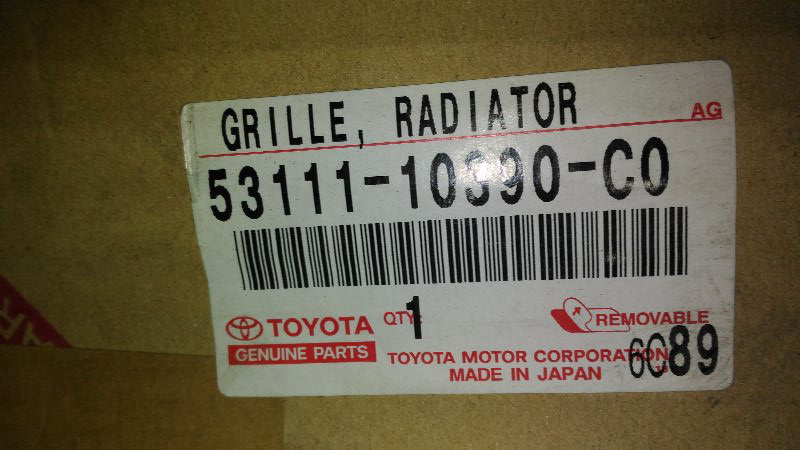 GRILLE, RADIATOR
AG
53111-10390-C0
TOYOTA
GENUINE PARTS
QTY 1
REMOVABLE
TOYOTA MOTOR CORPORATION
MADE IN JAPAN
6C89